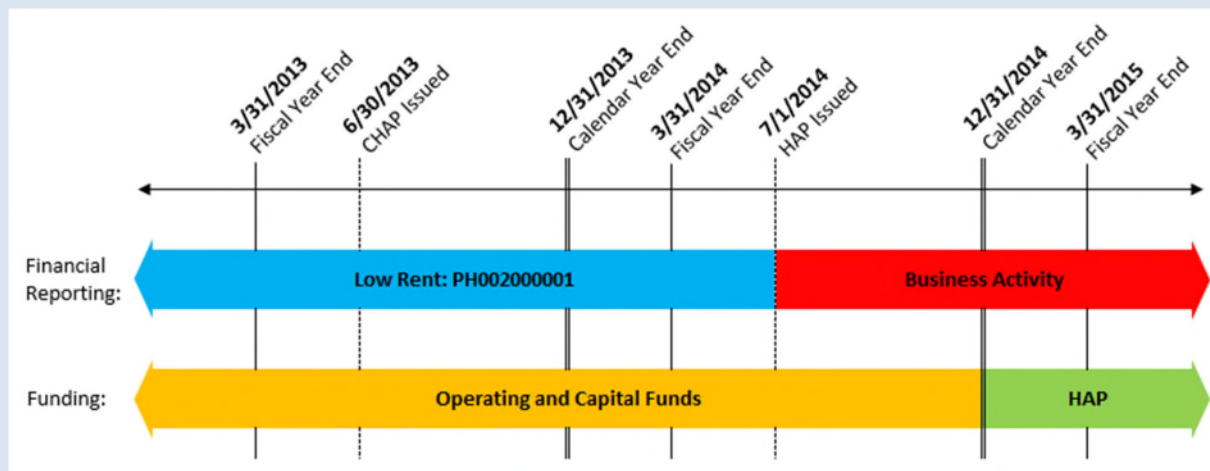 3/31/2013
Fiscal Year End
6/30/2013
CHAP Issued
12/31/2013
Calendar Year End
3/31/2014
Fiscal Year End
7/1/2014
HAP Issued
12/31/2014
Calendar Year End
3/31/2015
Fiscal Year End
Financial
Reporting:
Low Rent: PH002000001
Business Activity
Funding:
Operating and Capital Funds
HAP